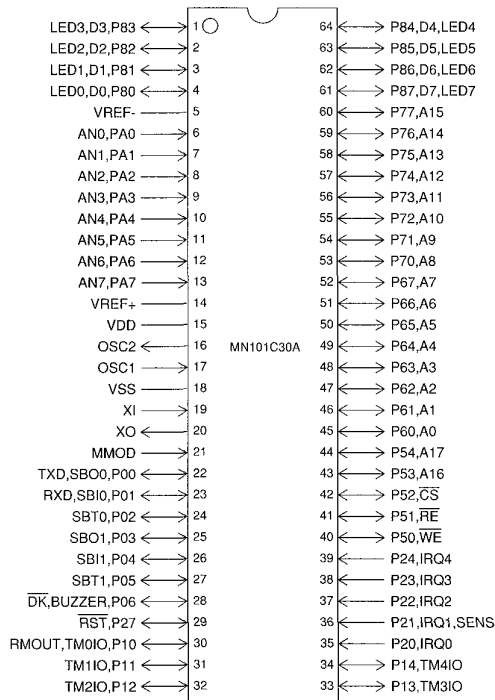 LED3,D3,P83 1 64 P84,D4,LED4
LED2,D2,P82 2 63 P85,D5,LED5
LED1,D1,P81 3 62 P86,D6,LED6
LED0,D0,P80 4 61 P87,D7,LED7
VREF- 5 60 P77,A15
AN0,PA0 6 59 P76,A14
AN1,PA1 7 58 P75,A13
AN2,PA2 8 57 P74,A12
AN3,PA3 9 56 P73,A11
AN4,PA4 10 55 P72,A10
AN5,PA5 11 54 P71,A9
AN6,PA6 12 53 P70,A8
AN7,PA7 13 52 P67,A7
VREF+ 14 51 P66,A6
VDD 15 50 P65,A5
OSC2 16 MN101C30A 49 P64,A4
OSC1 17 48 P63,A3
VSS 18 47 P62,A2
XI 19 46 P61,A1
XO 20 45 P60,A0
MMOD 21 44 P54,A17
TXD,SBO0,P00 22 43 P53,A16
RXD,SBI0,P01 23 42 P52,C̅S̅
SBT0,P02 24 41 P51,R̅E̅
SBO1,P03 25 40 P50,W̅E̅
SBI1,P04 26 39 P24,IRQ4
SBT1,P05 27 38 P23,IRQ3
D̅K̅,BUZZER,P06 28 37 P22,IRQ2
R̅S̅T̅,P27 29 36 P21,IRQ1,SENS
RMOUT,TM0IO,P10 30 35 P20,IRQ0
TM1IO,P11 31 34 P14,TM4IO
TM2IO,P12 32 33 P13,TM3IO